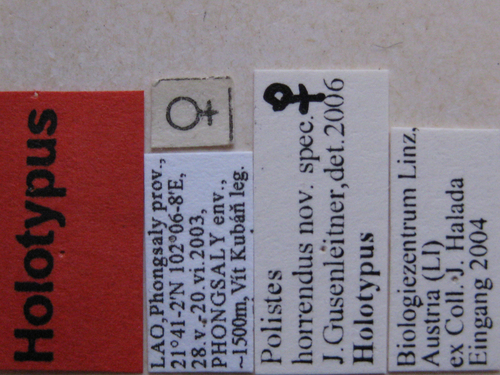 Holotypus
♀
LAO, Phongsaly prov.,
21°41-2'N 102°06-8'E,
28.v.-20.vi.2003,
PHONGSALY env.,
~1500m, Vít Kubáň leg.
Polistes ♀
horrendus nov. spec.
J.Gusenleitner,det.2006
Holotypus
Biologiezentrum Linz,
Austria (LI)
ex Coll. J. Halada
Eingang 2004